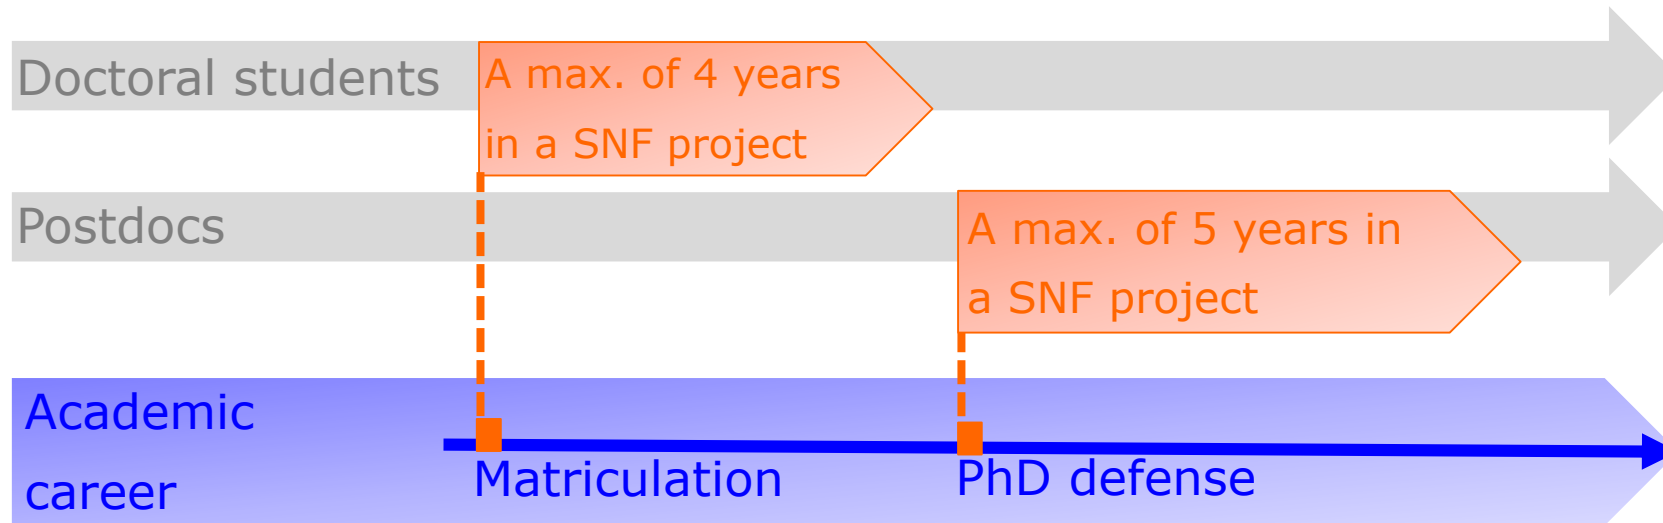 Doctoral students
A max. of 4 years
in a SNF project
Postdocs
A max. of 5 years in
a SNF project
Academic
career
Matriculation
PhD defense